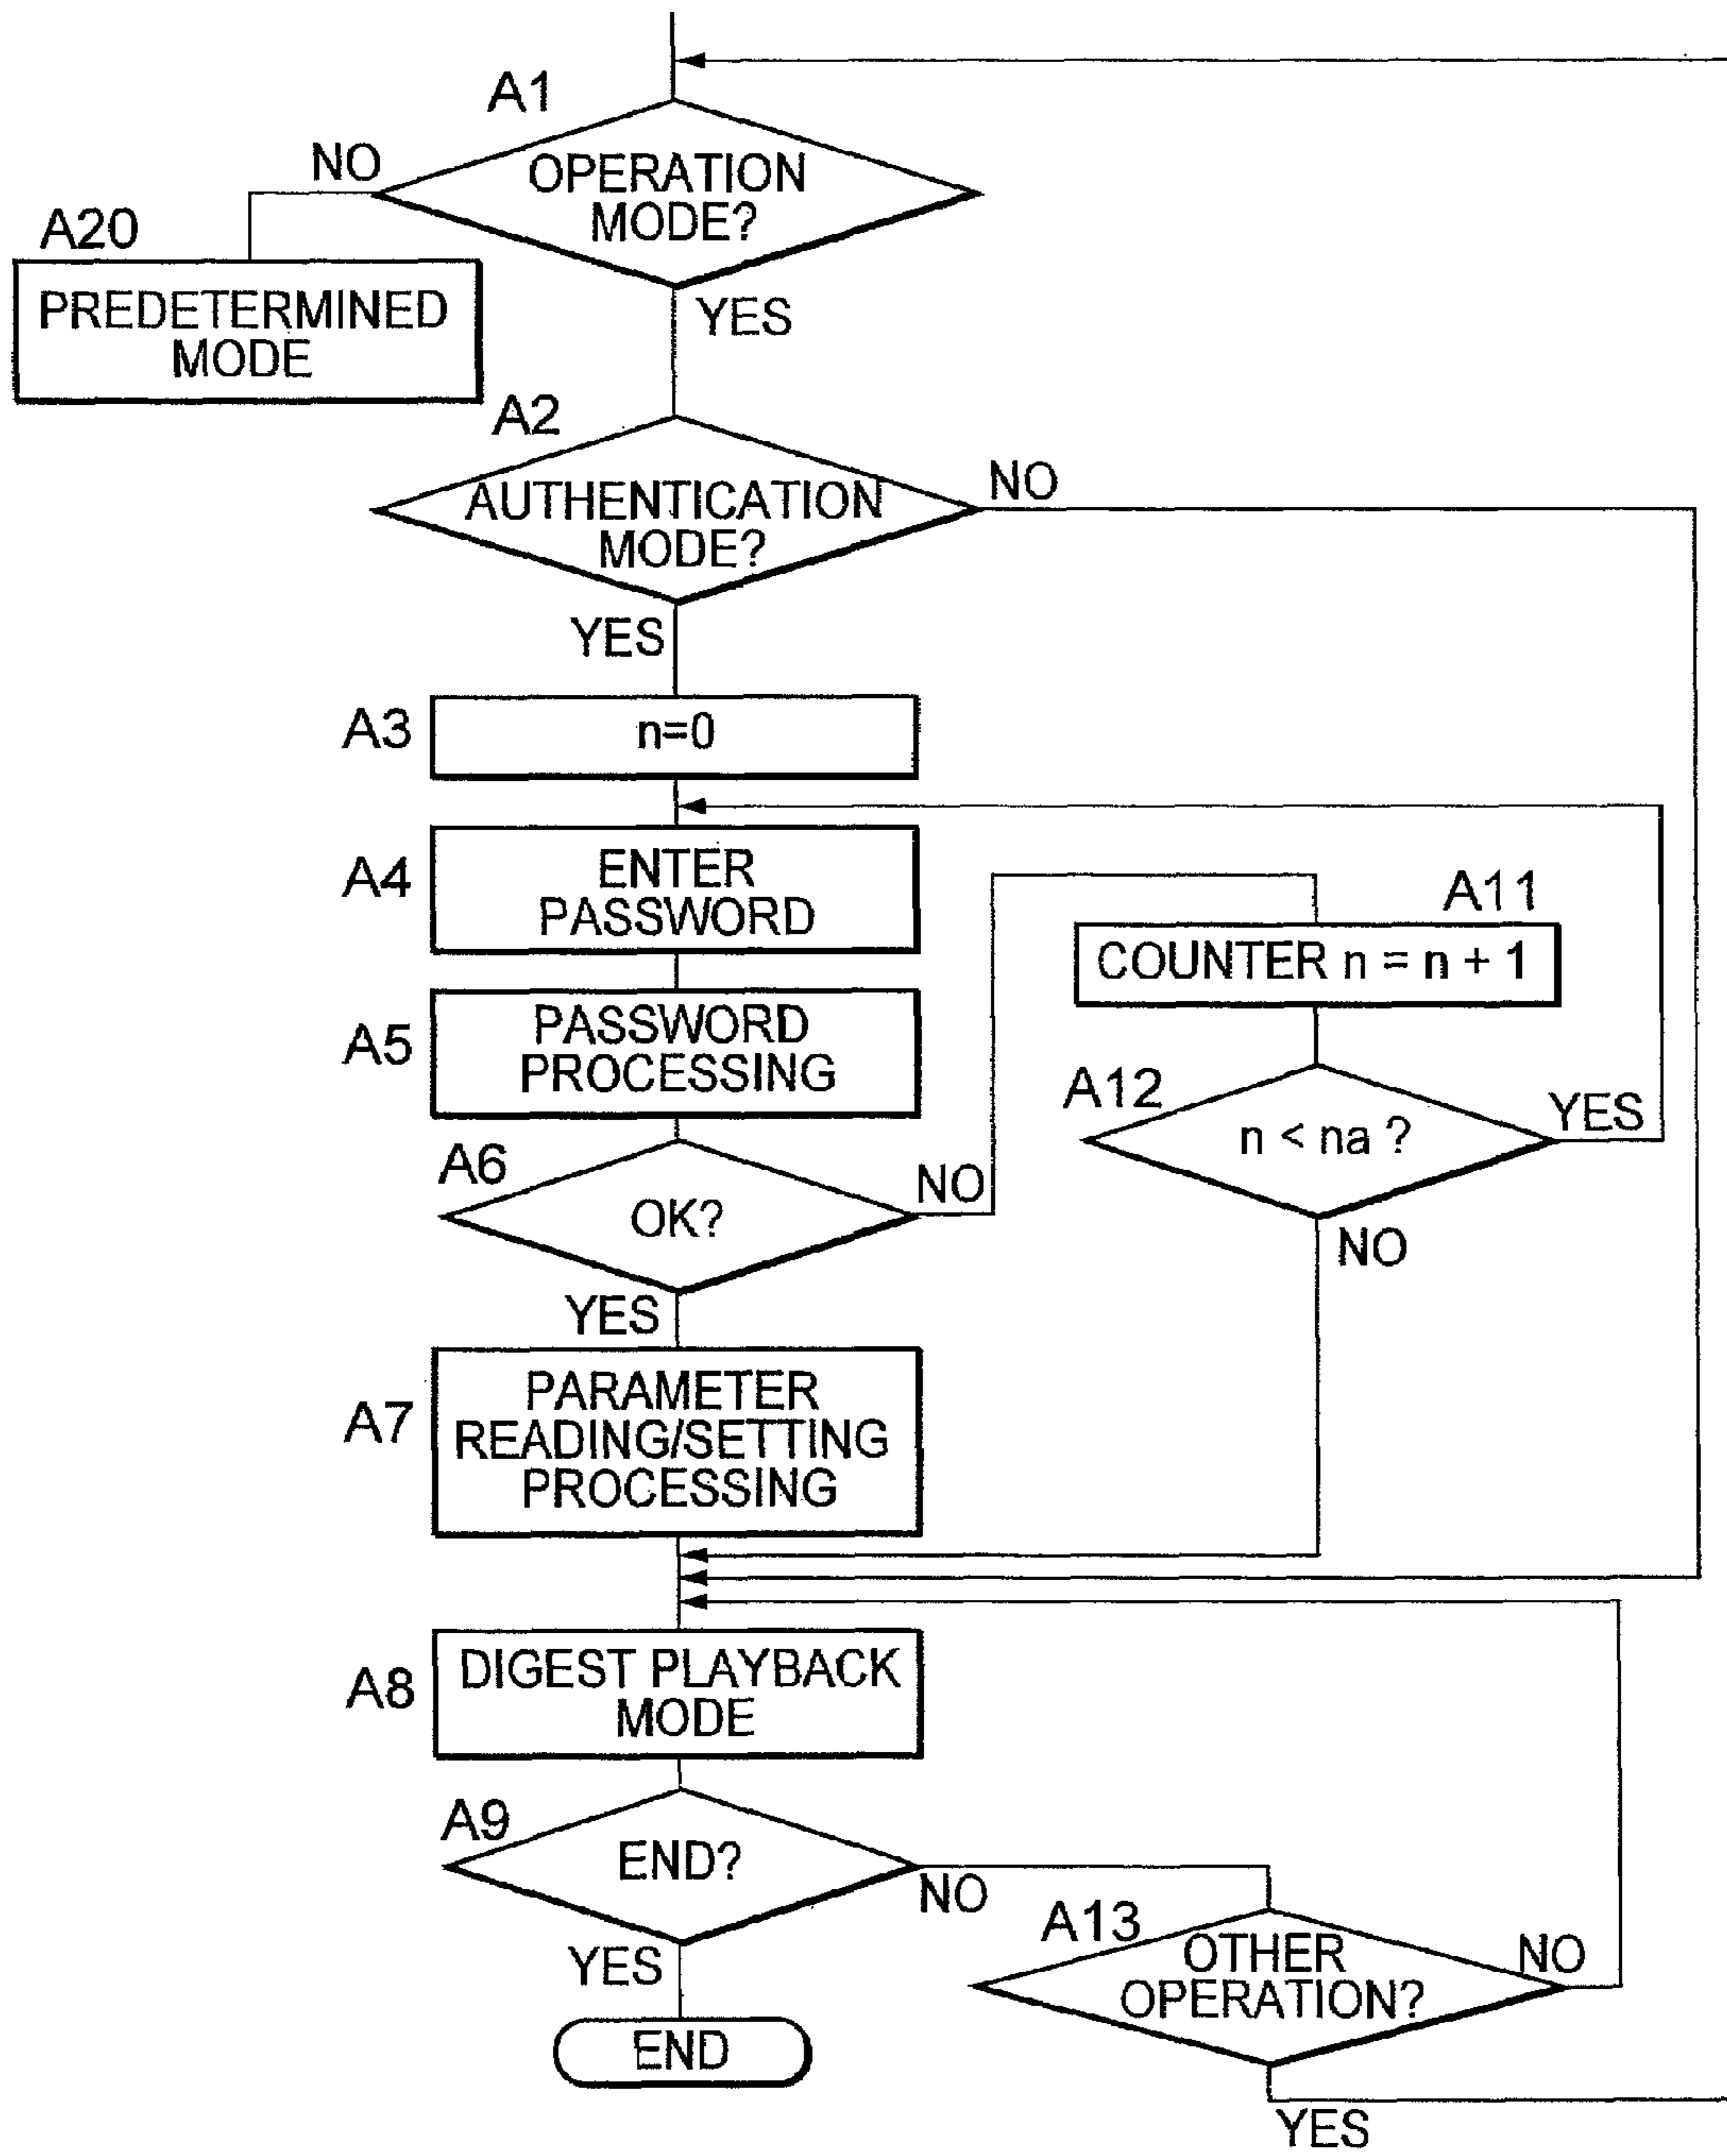 A1
OPERATION
MODE?
NO
YES
A20
PREDETERMINED
MODE
A2
AUTHENTICATION
MODE?
NO
YES
A3
n=0
A4
ENTER
PASSWORD
A11
COUNTER n = n + 1
A5
PASSWORD
PROCESSING
A12
n < na ?
YES
NO
A6
OK?
NO
YES
A7
PARAMETER
READING/SETTING
PROCESSING
A8
DIGEST PLAYBACK
MODE
A9
END?
NO
YES
A13
OTHER
OPERATION?
NO
YES
END